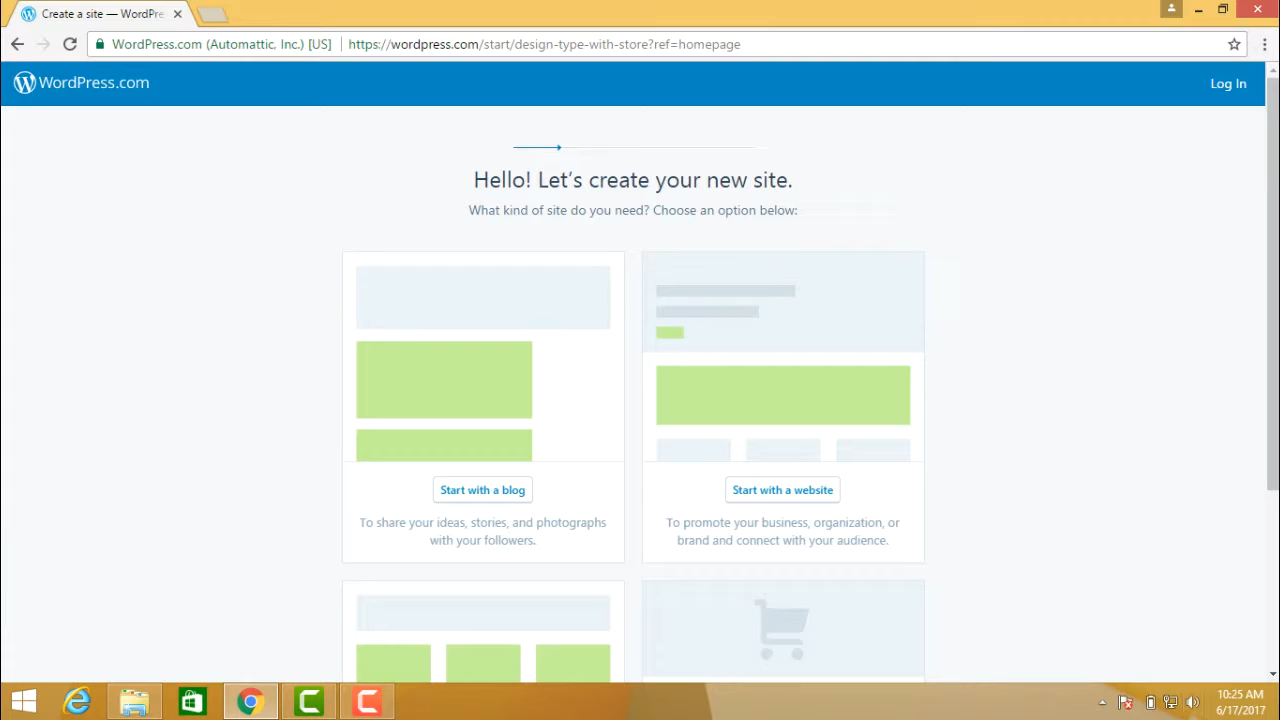 Create a site — WordPre
WordPress.com (Automattic, Inc.) [US]
https://wordpress.com/start/design-type-with-store?ref=homepage
WordPress.com
Log In
Hello! Let's create your new site.
What kind of site do you need? Choose an option below:
Start with a blog
To share your ideas, stories, and photographs
with your followers.
Start with a website
To promote your business, organization, or
brand and connect with your audience.
10:25 AM
6/17/2017